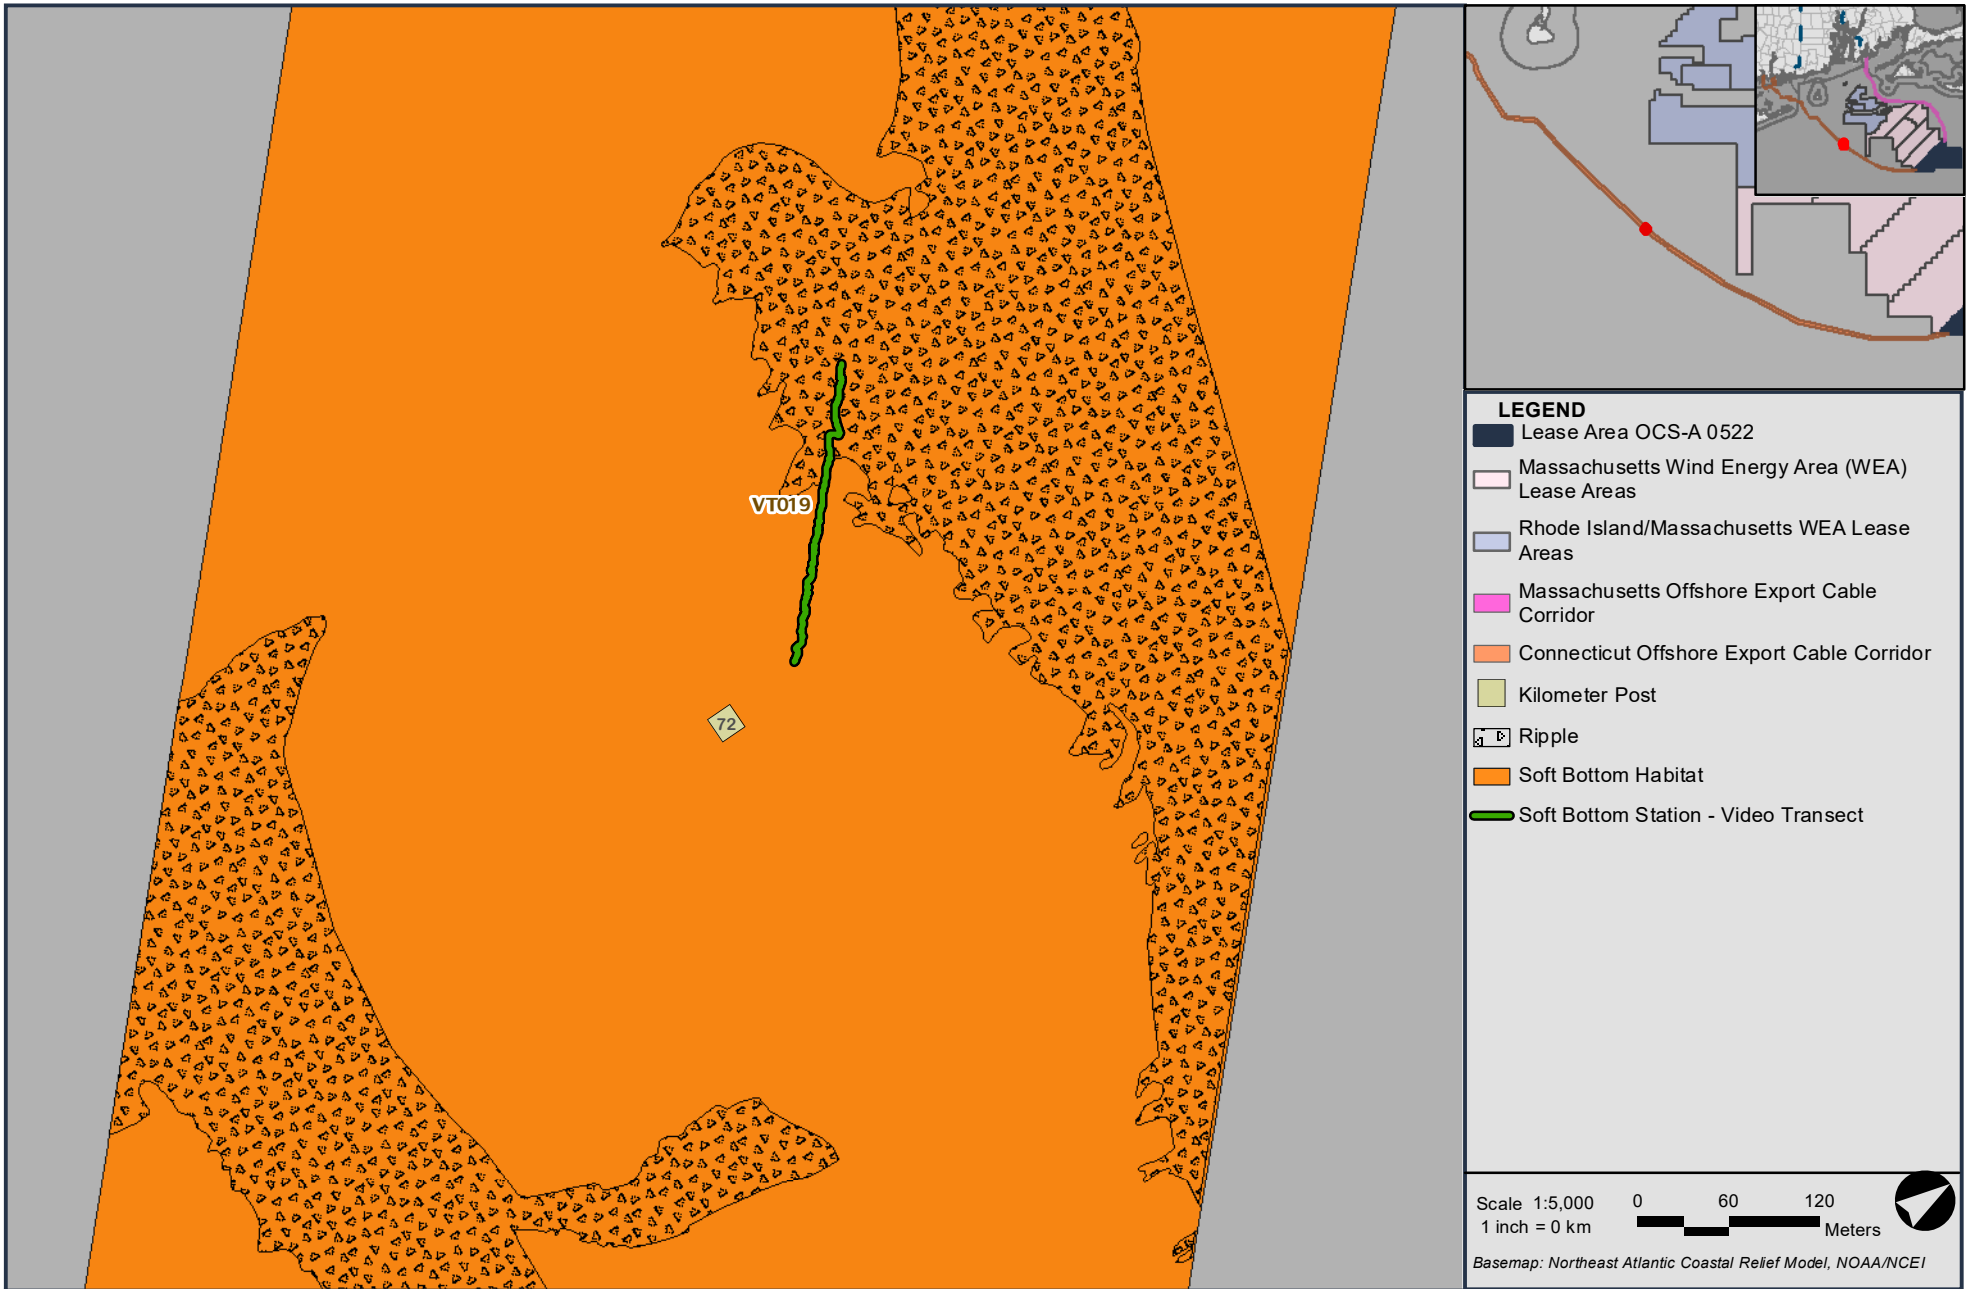 VT019
72
LEGEND
Lease Area OCS-A 0522
Massachusetts Wind Energy Area (WEA)
Lease Areas
Rhode Island/Massachusetts WEA Lease
Areas
Massachusetts Offshore Export Cable
Corridor
Connecticut Offshore Export Cable Corridor
Kilometer Post
Ripple
Soft Bottom Habitat
Soft Bottom Station - Video Transect
Scale 1:5,000
1 inch = 0 km
0 60 120
Meters
Basemap: Northeast Atlantic Coastal Relief Model, NOAA/NCEI